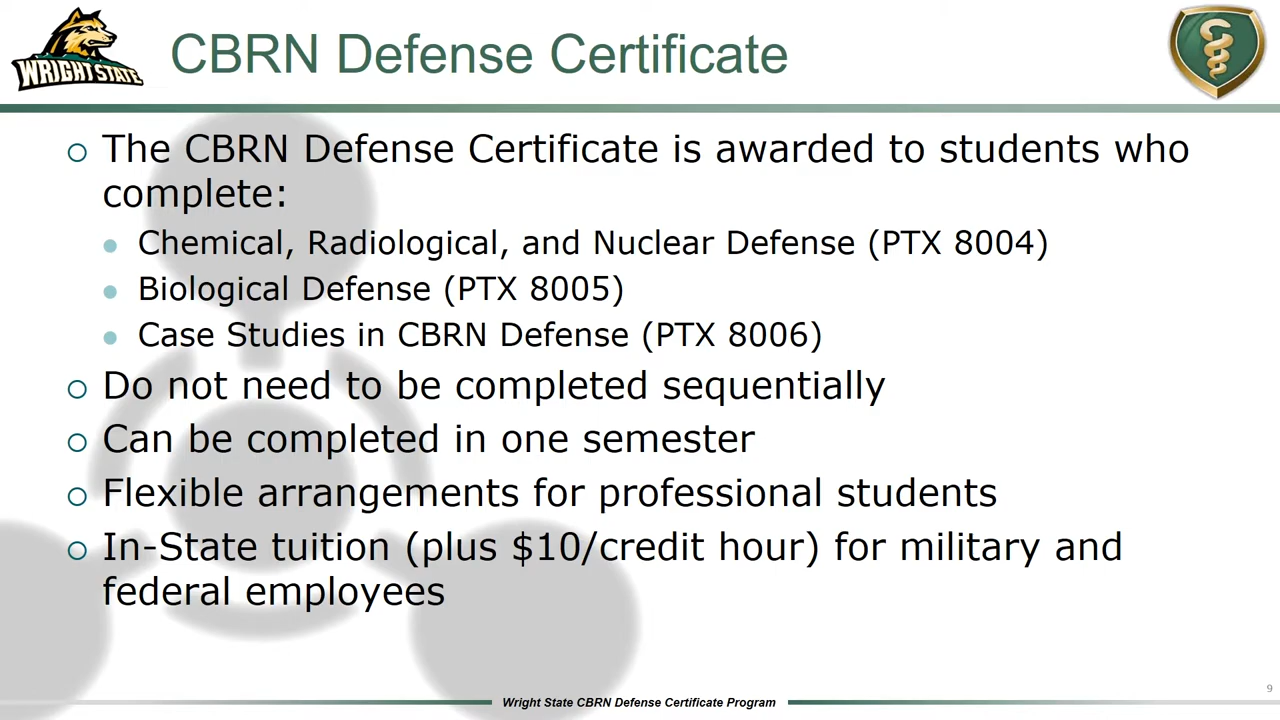 WRIGHT STATE
CBRN Defense Certificate
The CBRN Defense Certificate is awarded to students who
complete:
Chemical, Radiological, and Nuclear Defense (PTX 8004)
Biological Defense (PTX 8005)
Case Studies in CBRN Defense (PTX 8006)
Do not need to be completed sequentially
Can be completed in one semester
Flexible arrangements for professional students
In-State tuition (plus $10/credit hour) for military and
federal employees
Wright State CBRN Defense Certificate Program
9